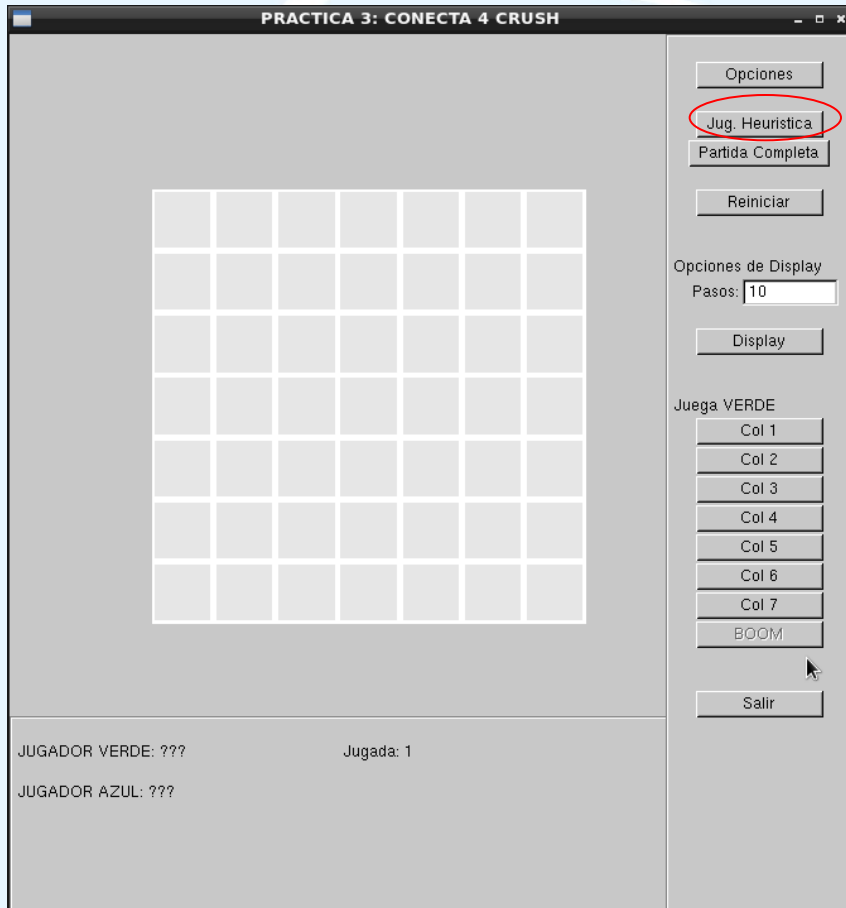 PRACTICA 3: CONECTA 4 CRUSH
Opciones
Jug. Heuristica
Partida Completa
Reiniciar
Opciones de Display
Pasos: 10
Display
Juega VERDE
Col 1
Col 2
Col 3
Col 4
Col 5
Col 6
Col 7
BOOM
Salir
JUGADOR VERDE: ??? Jugada: 1
JUGADOR AZUL: ???